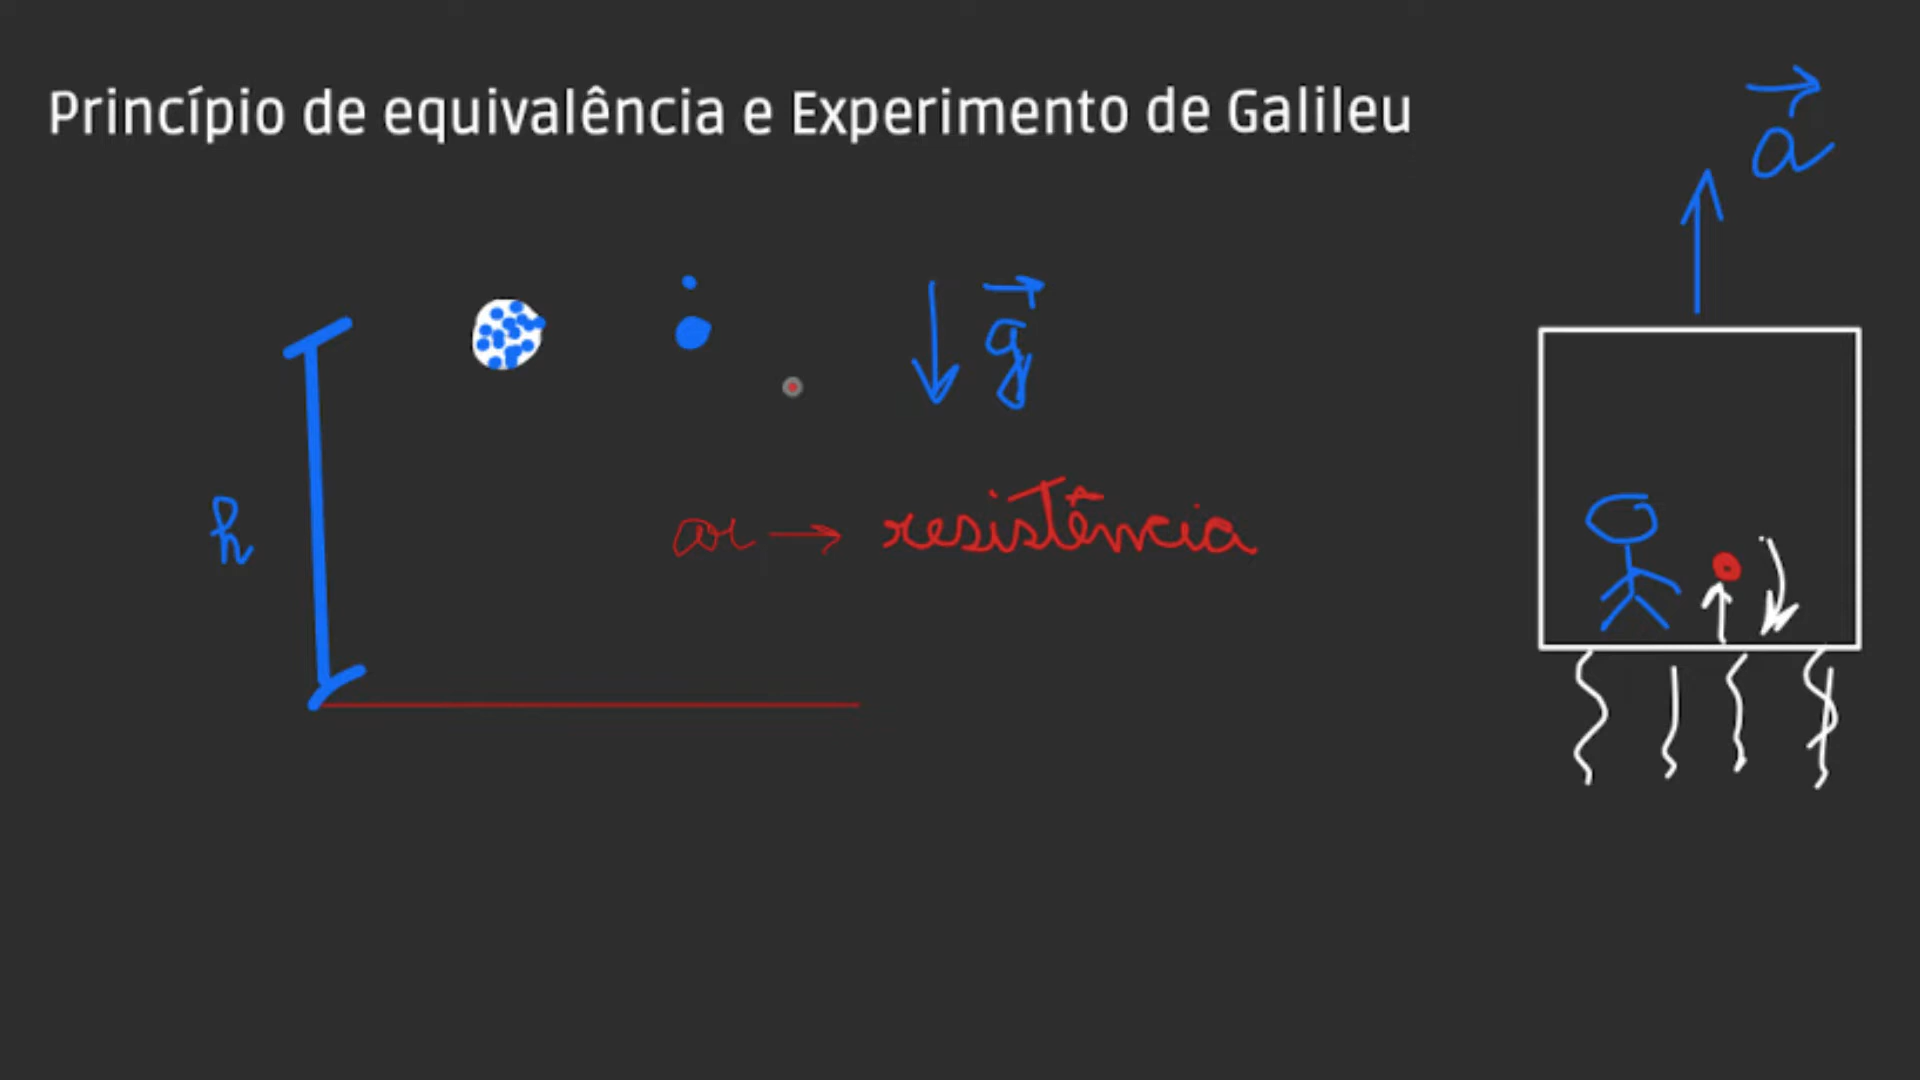 Princípio de equivalência e Experimento de Galileu
a
g
h
ar → resistência